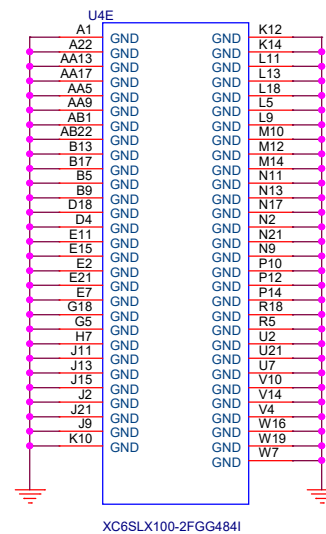 U4E
A1 GND GND K12
A22 GND GND K14
AA13 GND GND L11
AA17 GND GND L13
AA5 GND GND L18
AA9 GND GND L5
AB1 GND GND L9
AB22 GND GND M10
B13 GND GND M12
B17 GND GND M14
B5 GND GND N11
B9 GND GND N13
D18 GND GND N17
D4 GND GND N2
E11 GND GND N21
E15 GND GND N9
E2 GND GND P10
E21 GND GND P12
E7 GND GND P14
G18 GND GND R18
G5 GND GND R5
H7 GND GND U2
J11 GND GND U21
J13 GND GND U7
J15 GND GND V10
J2 GND GND V14
J21 GND GND V4
J9 GND GND W16
K10 GND GND W19
GND W7
XC6SLX100-2FGG484I